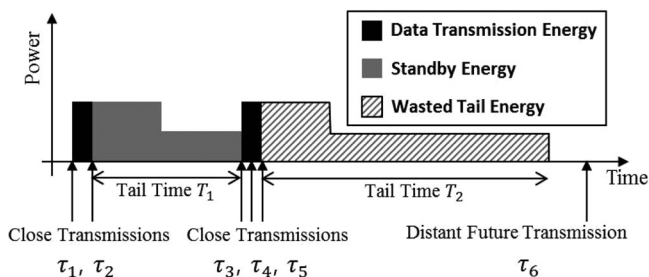 Power
Data Transmission Energy
Standby Energy
Wasted Tail Energy
Tail Time T₁
Tail Time T₂
Time
Close Transmissions
Close Transmissions
Distant Future Transmission
τ₁, τ₂
τ₃, τ₄, τ₅
τ₆